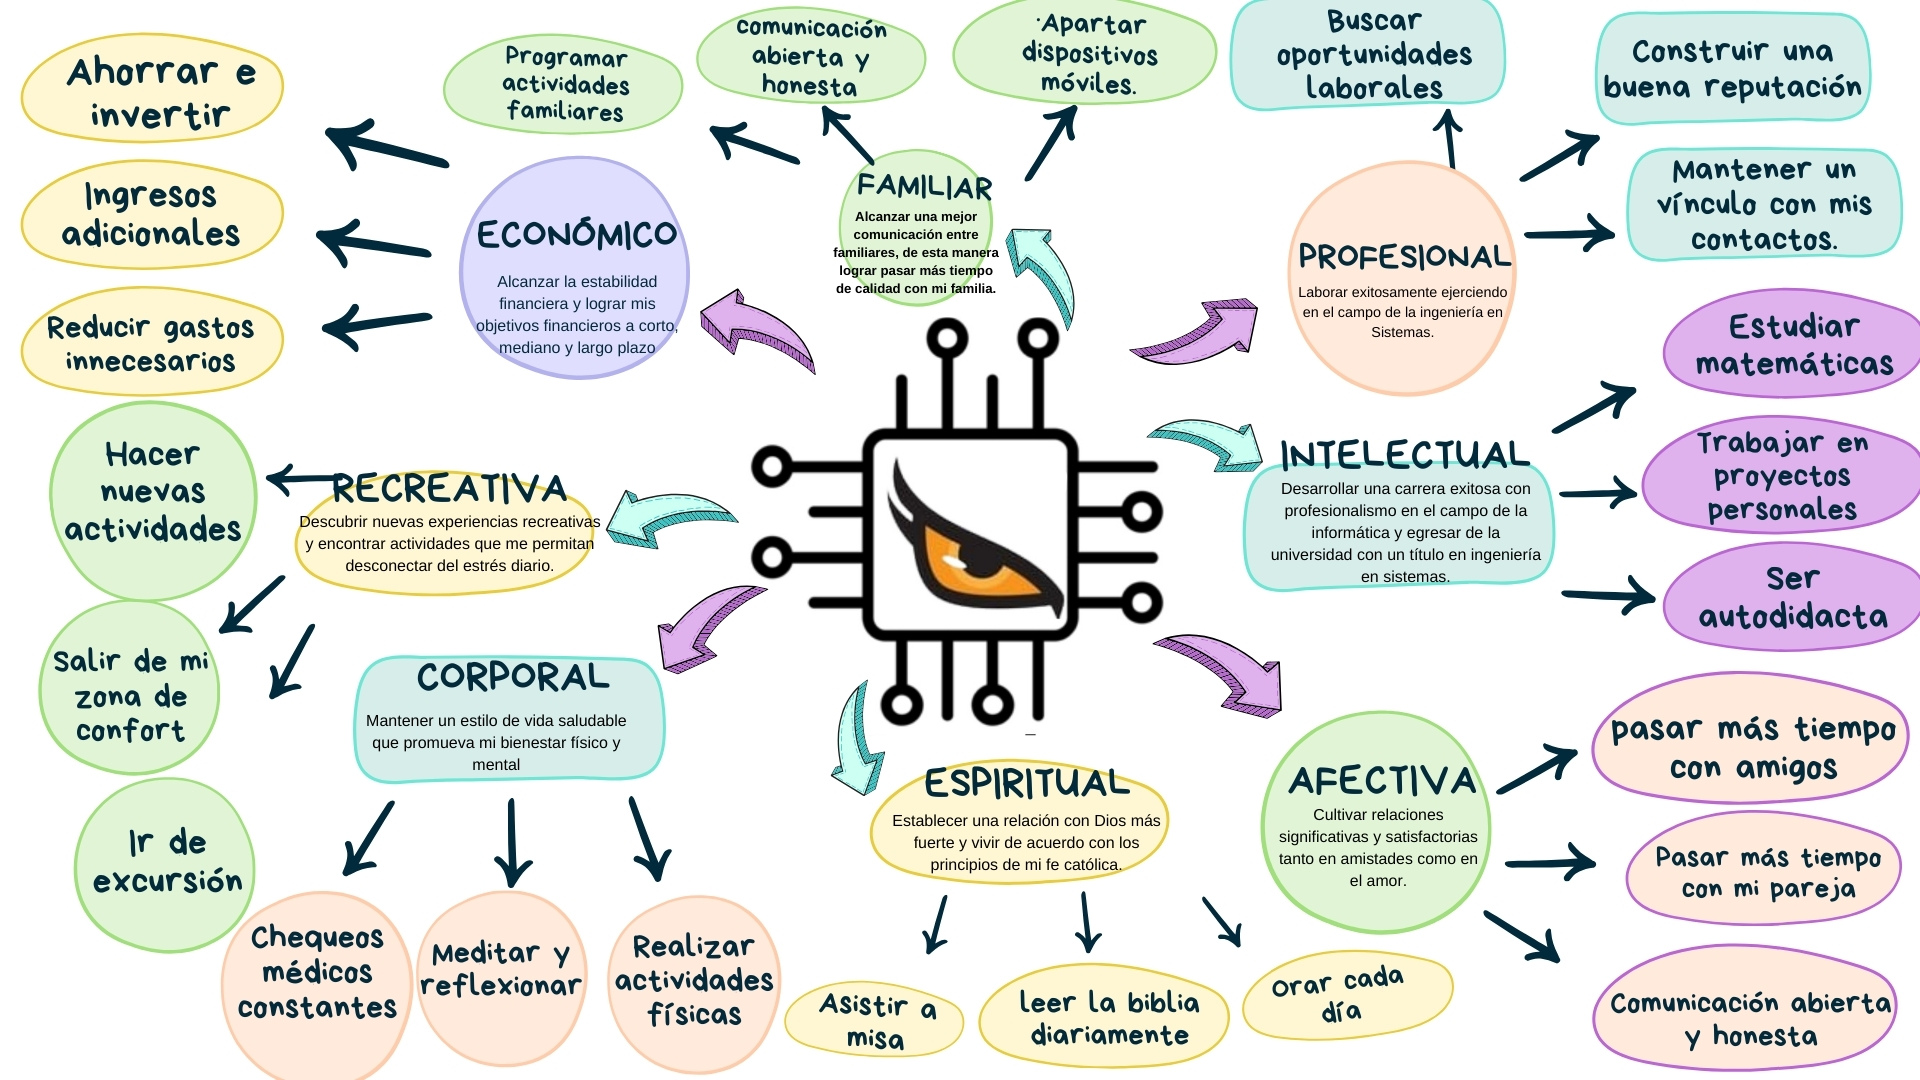 Ahorrar e
invertir
Ingresos
adicionales
Reducir gastos
innecesarios
ECONÓMICO
Alcanzar la estabilidad
financiera y lograr mis
objetivos financieros a corto,
mediano y largo plazo
Programar
actividades
familiares
comunicación
abierta y
honesta
·Apartar
dispositivos
móviles.
FAMILIAR
Alcanzar una mejor
comunicación entre
familiares, de esta manera
lograr pasar más tiempo
de calidad con mi familia.
Buscar
oportunidades
laborales
Construir una
buena reputación
Mantener un
vínculo con mis
contactos.
PROFESIONAL
Laborar exitosamente ejerciendo
en el campo de la ingeniería en
Sistemas.
INTELECTUAL
Desarrollar una carrera exitosa con
profesionalismo en el campo de la
informática y egresar de la
universidad con un título en ingeniería
en sistemas.
Estudiar
matemáticas
Trabajar en
proyectos
personales
Ser
autodidacta
RECREATIVA
Descubrir nuevas experiencias recreativas
y encontrar actividades que me permitan
desconectar del estrés diario.
Hacer
nuevas
actividades
Salir de mi
zona de
confort
Ir de
excursión
CORPORAL
Mantener un estilo de vida saludable
que promueva mi bienestar físico y
mental
Chequeos
médicos
constantes
Meditar y
reflexionar
Realizar
actividades
físicas
ESPIRITUAL
Establecer una relación con Dios más
fuerte y vivir de acuerdo con los
principios de mi fe católica.
Asistir a
misa
leer la biblia
diariamente
Orar cada
día
AFECTIVA
Cultivar relaciones
significativas y satisfactorias
tanto en amistades como en
el amor.
pasar más tiempo
con amigos
Pasar más tiempo
con mi pareja
Comunicación abierta
y honesta